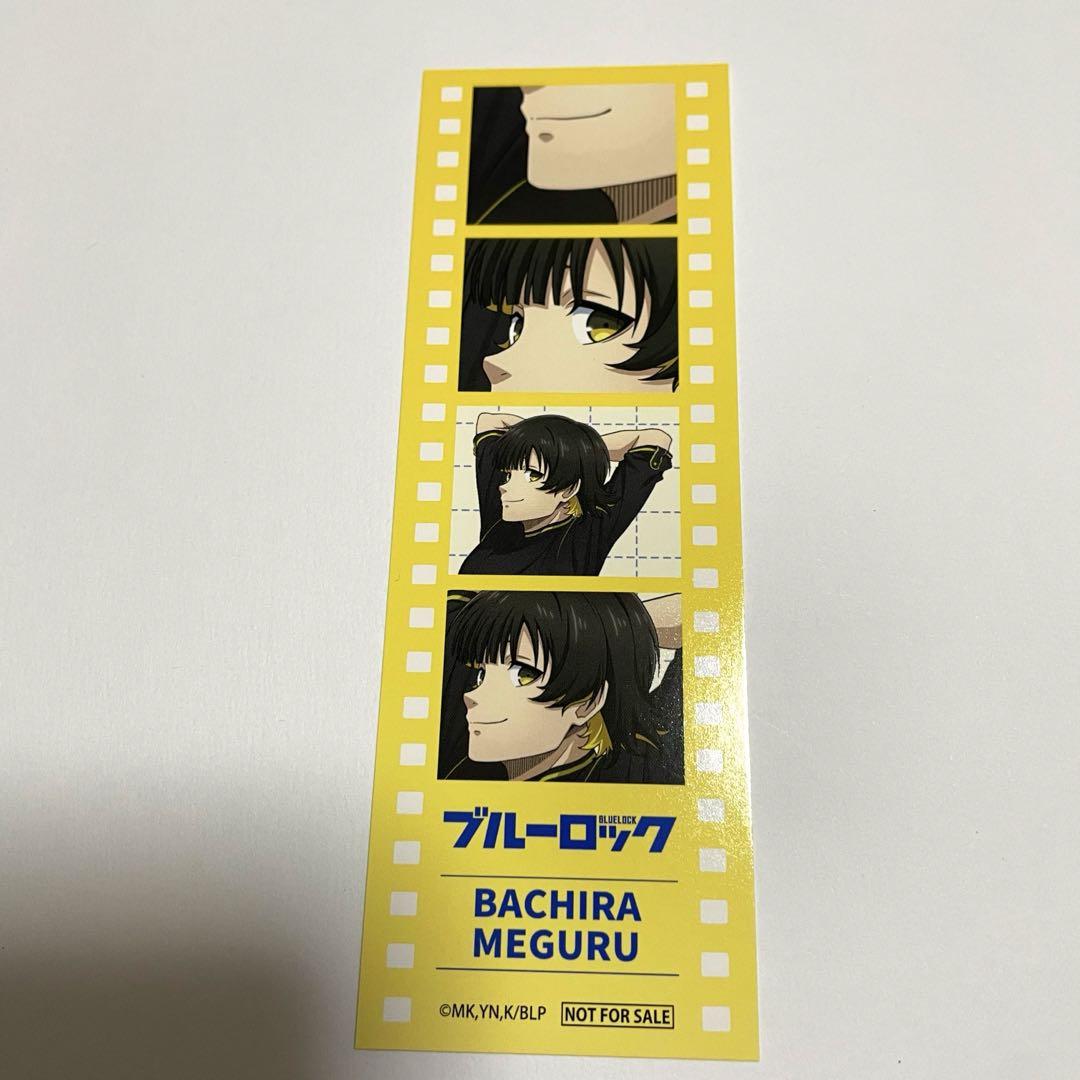 ブルーロック
BLUELOCK
BACHIRA
MEGURU
©MK,YN,K/BLP NOT FOR SALE